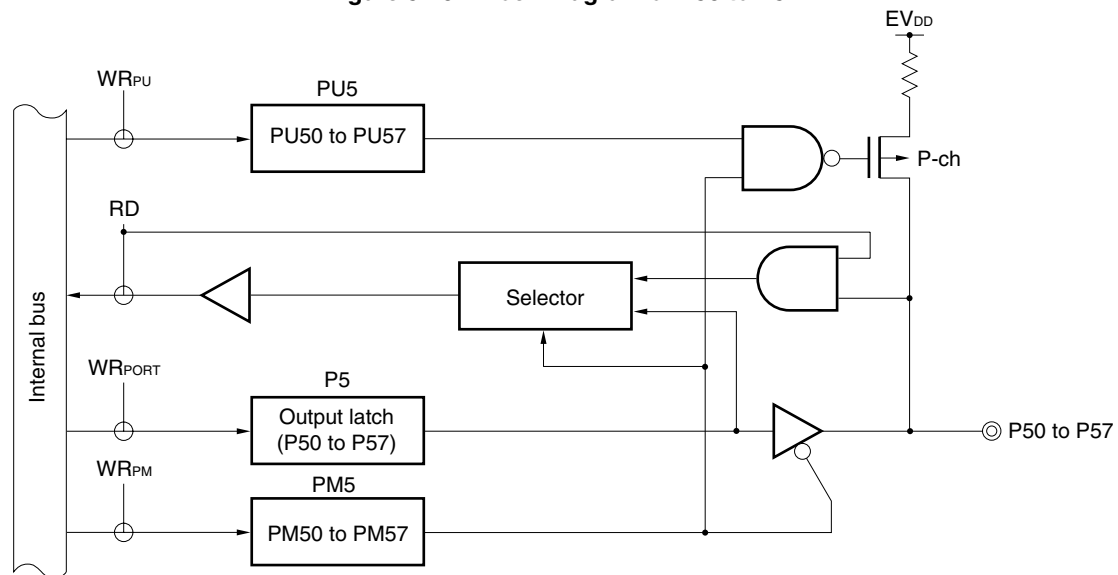 EVDD
WRPU
PU5
PU50 to PU57
P-ch
RD
Selector
Internal bus
WRPORT
P5
Output latch
(P50 to P57)
P50 to P57
WRPM
PM5
PM50 to PM57